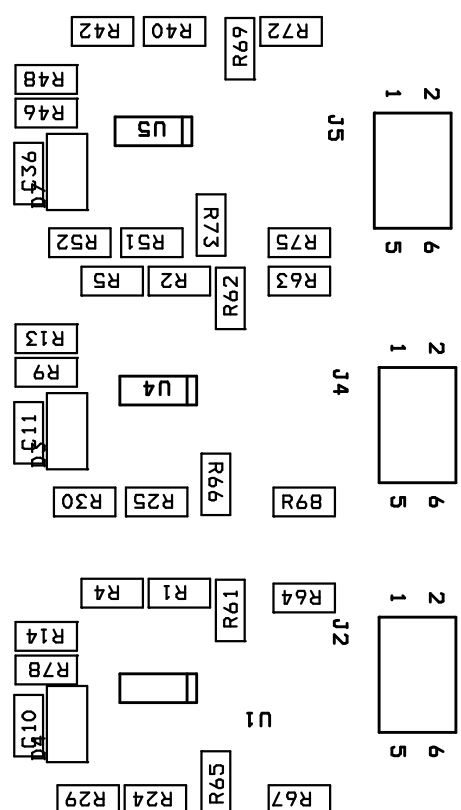 R42 R40 R69 R72
R48
R46
U5 J5 1 2
C36
D7
R73
5 6
R52 R51 R75
R5 R2 R62 R63
R13
R9
U4 J4 1 2
C11
D3
R66
R30 R25 R68 5 6
R4 R1 R61 R64 1 2
R14 J2
R78
C10
D4
U1
5 6
R65
R29 R24 R67